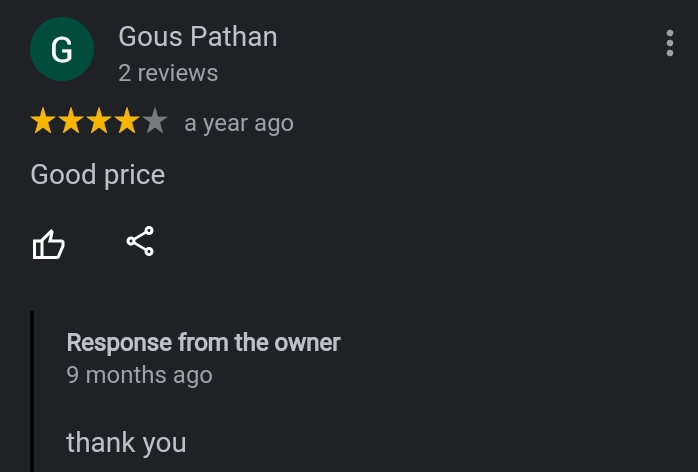 G
Gous Pathan
2 reviews
a year ago
Good price
Response from the owner
9 months ago
thank you